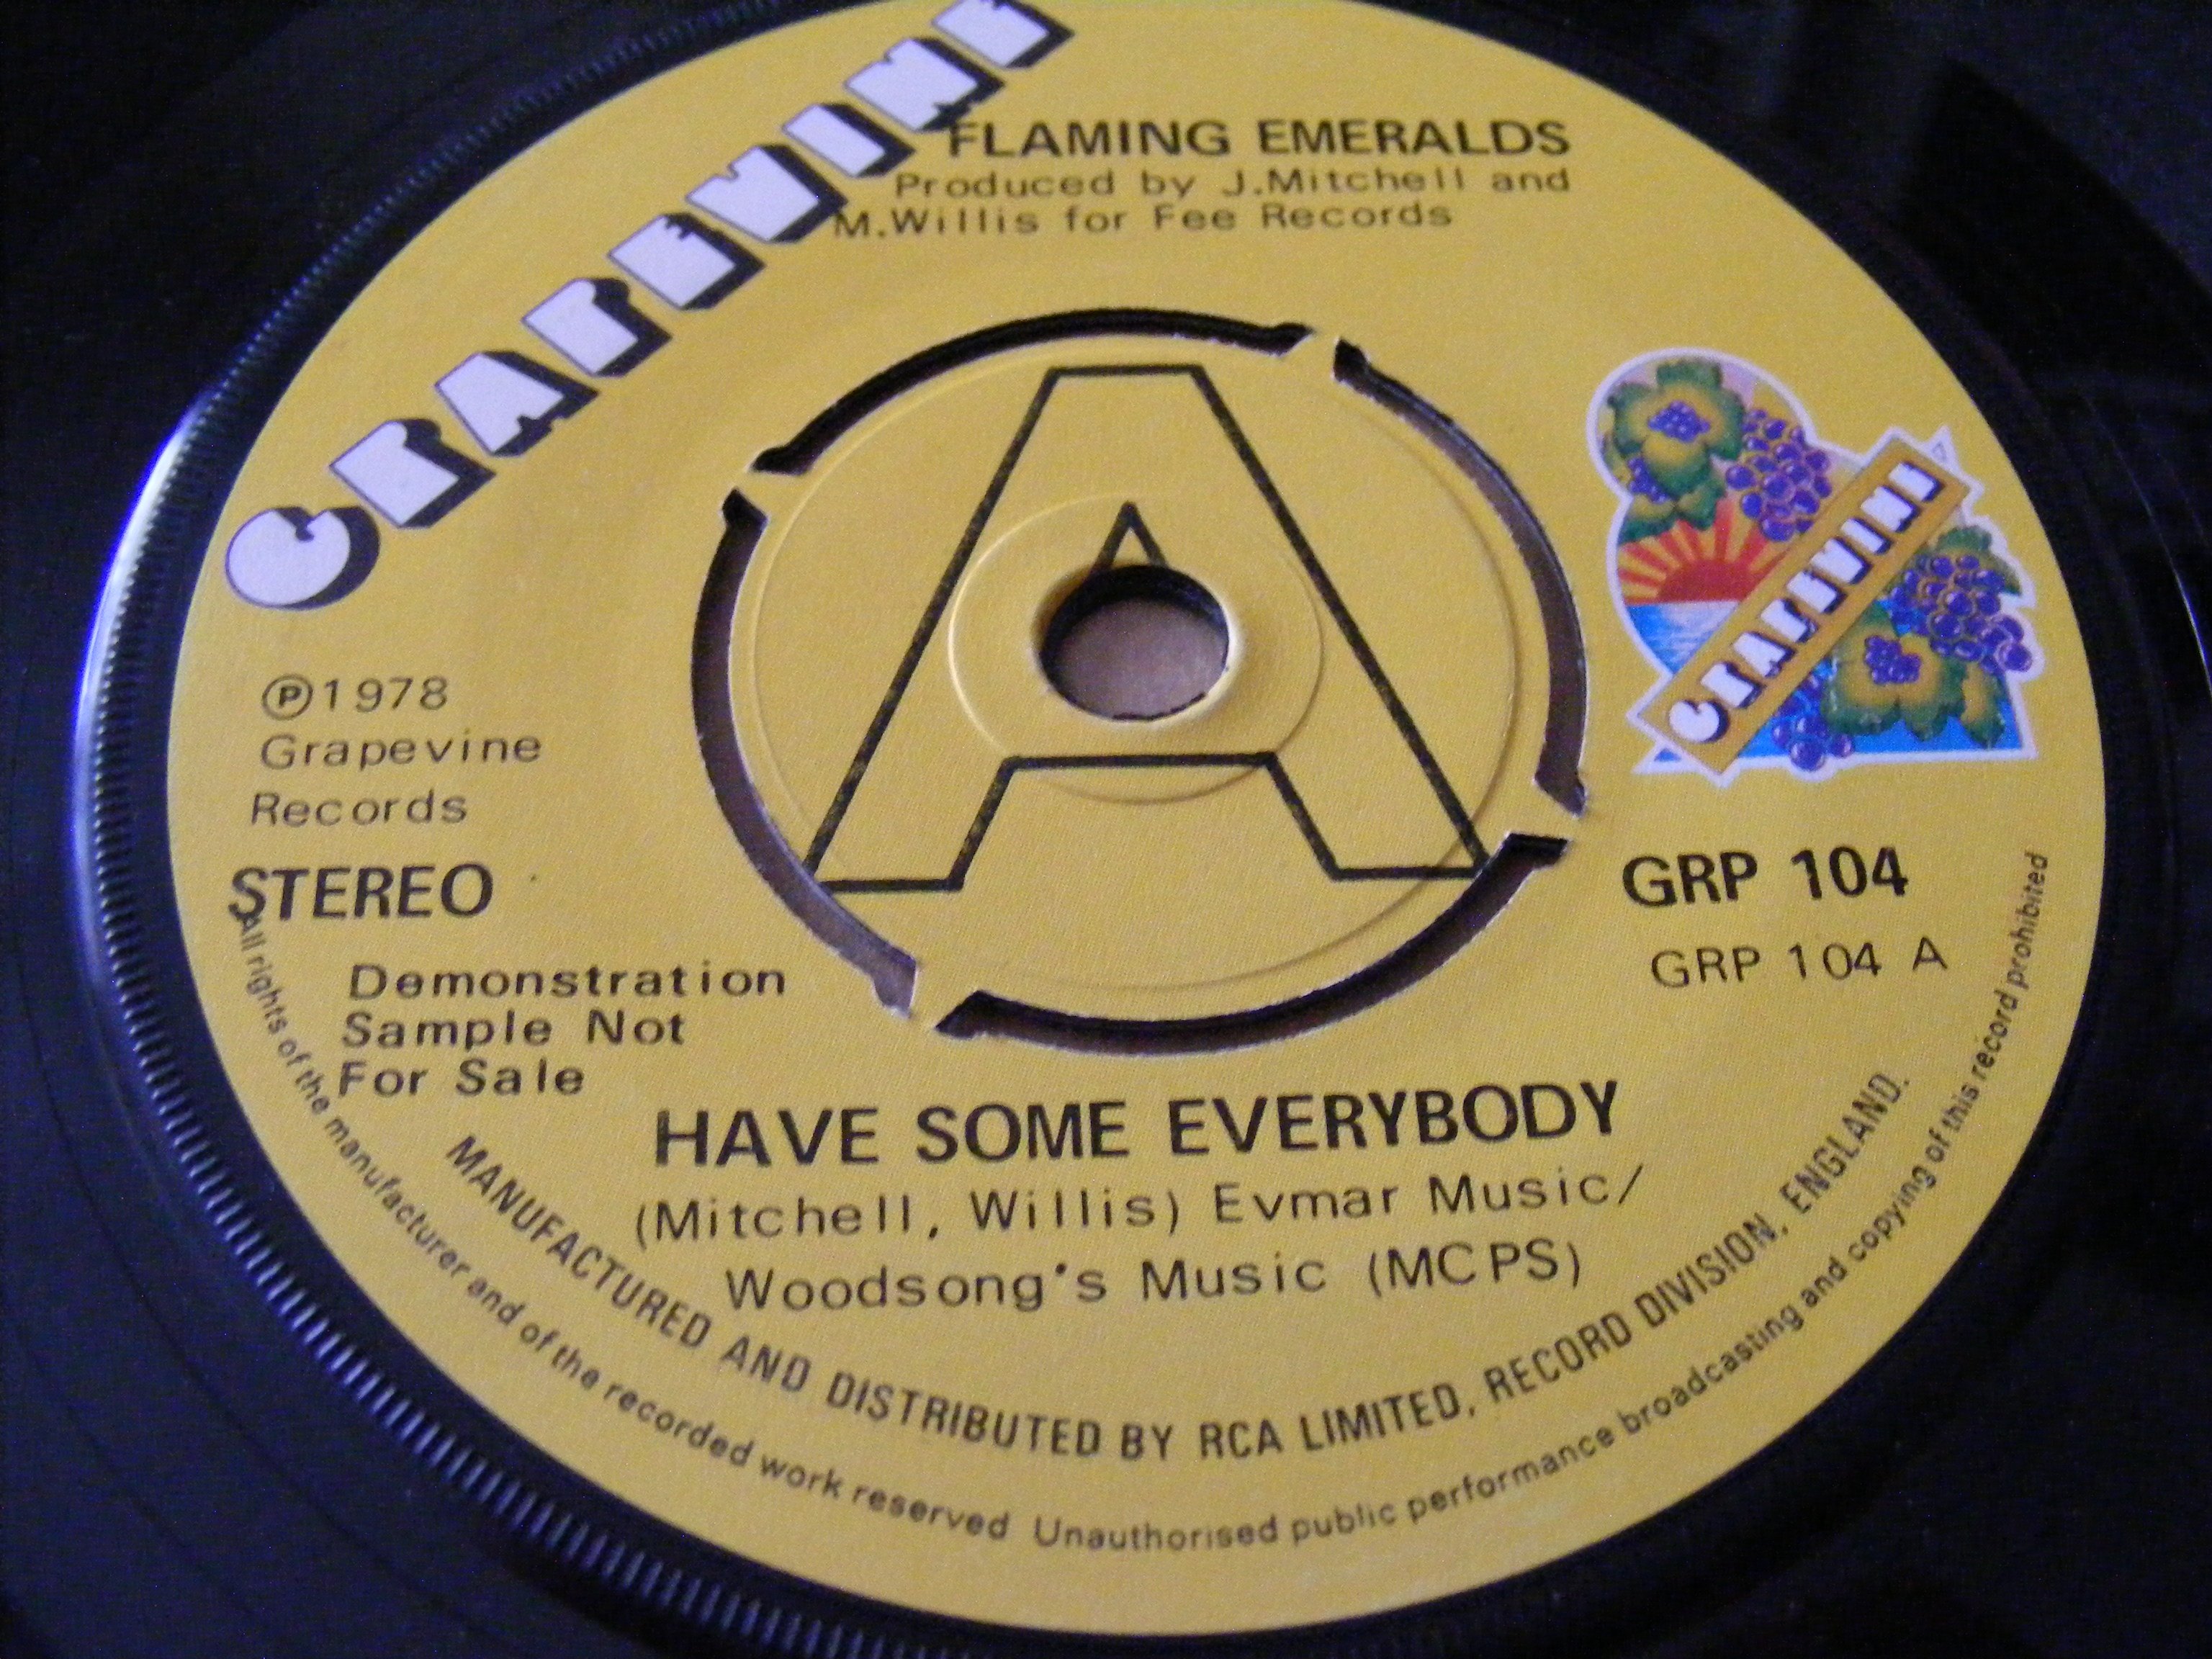 GRAPEVINE
FLAMING EMERALDS
Produced by J.Mitchell and
M.Willis for Fee Records
GRAPEVINE
A
℗1978
Grapevine
Records
STEREO
GRP 104
GRP 104 A
Demonstration
Sample Not
For Sale
HAVE SOME EVERYBODY
(Mitchell, Willis) Evmar Music/
Woodsong's Music (MCPS)
MANUFACTURED AND DISTRIBUTED BY RCA LIMITED, RECORD DIVISION, ENGLAND.
All rights of the manufacturer and of the recorded work reserved Unauthorised public performance broadcasting and copying of this record prohibited